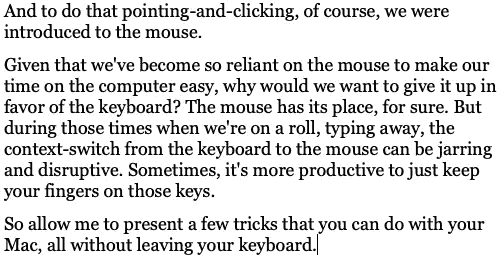 And to do that pointing-and-clicking, of course, we were
introduced to the mouse.
Given that we've become so reliant on the mouse to make our
time on the computer easy, why would we want to give it up in
favor of the keyboard? The mouse has its place, for sure. But
during those times when we're on a roll, typing away, the
context-switch from the keyboard to the mouse can be jarring
and disruptive. Sometimes, it's more productive to just keep
your fingers on those keys.
So allow me to present a few tricks that you can do with your
Mac, all without leaving your keyboard.